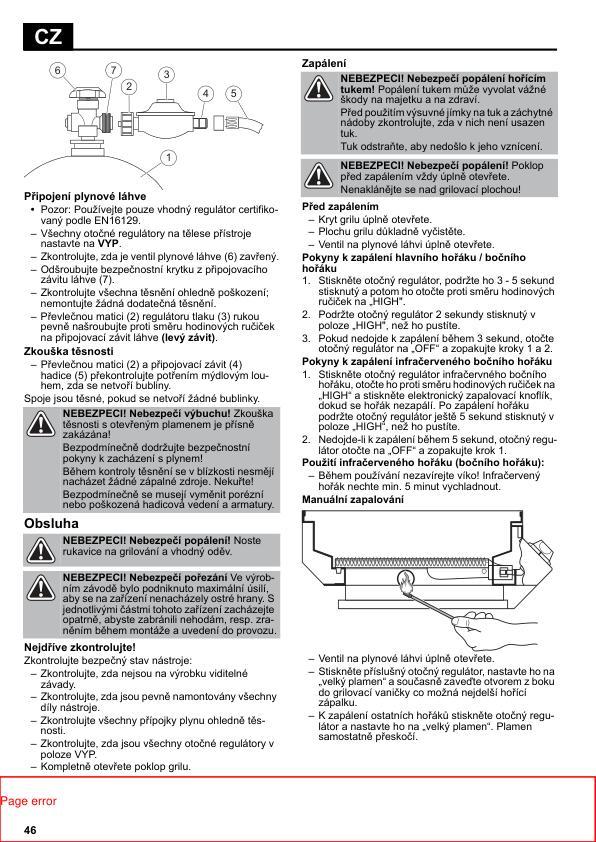 CZ
6
7
2
3
4
5
1
Připojení plynové láhve
• Pozor: Používejte pouze vhodný regulátor certifiko-
vaný podle EN16129.
– Všechny otočné regulátory na tělese přístroje
nastavte na VYP.
– Zkontrolujte, zda je ventil plynové láhve (6) zavřený.
– Odšroubujte bezpečnostní krytku z připojovacího
závitu láhve (7).
– Zkontrolujte všechna těsnění ohledně poškození;
nemontujte žádná dodatečná těsnění.
– Převlečnou matici (2) regulátoru tlaku (3) rukou
pevně našroubujte proti směru hodinových ručiček
na připojovací závit láhve (levý závit).
Zkouška těsnosti
– Převlečnou matici (2) a připojovací závit (4)
hadice (5) překontrolujte potřením mýdlovým lou-
hem, zda se netvoří bubliny.
Spoje jsou těsné, pokud se netvoří žádné bublinky.
NEBEZPECI! Nebezpečí výbuchu! Zkouška
těsnosti s otevřeným plamenem je přísně
zakázána!
Bezpodmínečně dodržujte bezpečnostní
pokyny k zacházení s plynem!
Během kontroly těsnění se v blízkosti nesmějí
nacházet žádné zápalné zdroje. Nekuřte!
Bezpodmínečně se musejí vyměnit porézní
nebo poškozená hadicová vedení a armatury.
Obsluha
NEBEZPECI! Nebezpečí popálení! Noste
rukavice na grilování a vhodný oděv.
NEBEZPECI! Nebezpečí pořezání Ve výrob-
ním závodě bylo podniknuto maximální úsilí,
aby se na zařízení nenacházely ostré hrany. S
jednotlivými částmi tohoto zařízení zacházejte
opatrně, abyste zabránili nehodám, resp. zra-
něním během montáže a uvedení do provozu.
Nejdříve zkontrolujte!
Zkontrolujte bezpečný stav nástroje:
– Zkontrolujte, zda nejsou na výrobku viditelné
závady.
– Zkontrolujte, zda jsou pevně namontovány všechny
díly nástroje.
– Zkontrolujte všechny přípojky plynu ohledně těs-
nosti.
– Zkontrolujte, zda jsou všechny otočné regulátory v
poloze VYP.
– Kompletně otevřete poklop grilu.
Zapálení
NEBEZPECI! Nebezpečí popálení hořícím
tukem! Popálení tukem může vyvolat vážné
škody na majetku a na zdraví.
Před použitím výsuvné jímky na tuk a záchytné
nádoby zkontrolujte, zda v nich není usazen
tuk.
Tuk odstraňte, aby nedošlo k jeho vznícení.
NEBEZPECI! Nebezpečí popálení! Poklop
před zapálením vždy úplně otevřete.
Nenaklánějte se nad grilovací plochou!
Před zapálením
– Kryt grilu úplně otevřete.
– Plochu grilu důkladně vyčistěte.
– Ventil na plynové láhvi úplně otevřete.
Pokyny k zapálení hlavního hořáku / bočního
hořáku
1. Stiskněte otočný regulátor, podržte ho 3 - 5 sekund
stisknutý a potom ho otočte proti směru hodinových
ručiček na „HIGH".
2. Podržte otočný regulátor 2 sekundy stisknutý v
poloze „HIGH", než ho pustíte.
3. Pokud nedojde k zapálení během 3 sekund, otočte
otočný regulátor na „OFF“ a zopakujte kroky 1 a 2.
Pokyny k zapálení infračerveného bočního hořáku
1. Stiskněte otočný regulátor infračervného bočního
hořáku, otočte ho proti směru hodinových ručiček na
„HIGH“ a stiskněte elektronický zapalovací knoflík,
dokud se hořák nezapálí. Po zapálení hořáku
podržte otočný regulátor ještě 5 sekund stisknutý v
poloze „HIGH", než ho pustíte.
2. Nedojde-li k zapálení během 5 sekund, otočný regu-
látor otočte na „OFF“ a zopakujte krok 1.
Použití infračerveného hořáku (bočního hořáku):
– Během používání nezavírejte víko! Infračervený
hořák nechte min. 5 minut vychladnout.
Manuální zapalování
– Ventil na plynové láhvi úplně otevřete.
– Stiskněte příslušný otočný regulátor, nastavte ho na
„velký plamen“ a současně zaveďte otvorem z boku
do grilovací vaničky co možná nejdelší hořící
zápalku.
– K zapálení ostatních hořáků stiskněte otočný regu-
látor a nastavte ho na „velký plamen“. Plamen
samostatně přeskočí.
Page error
46